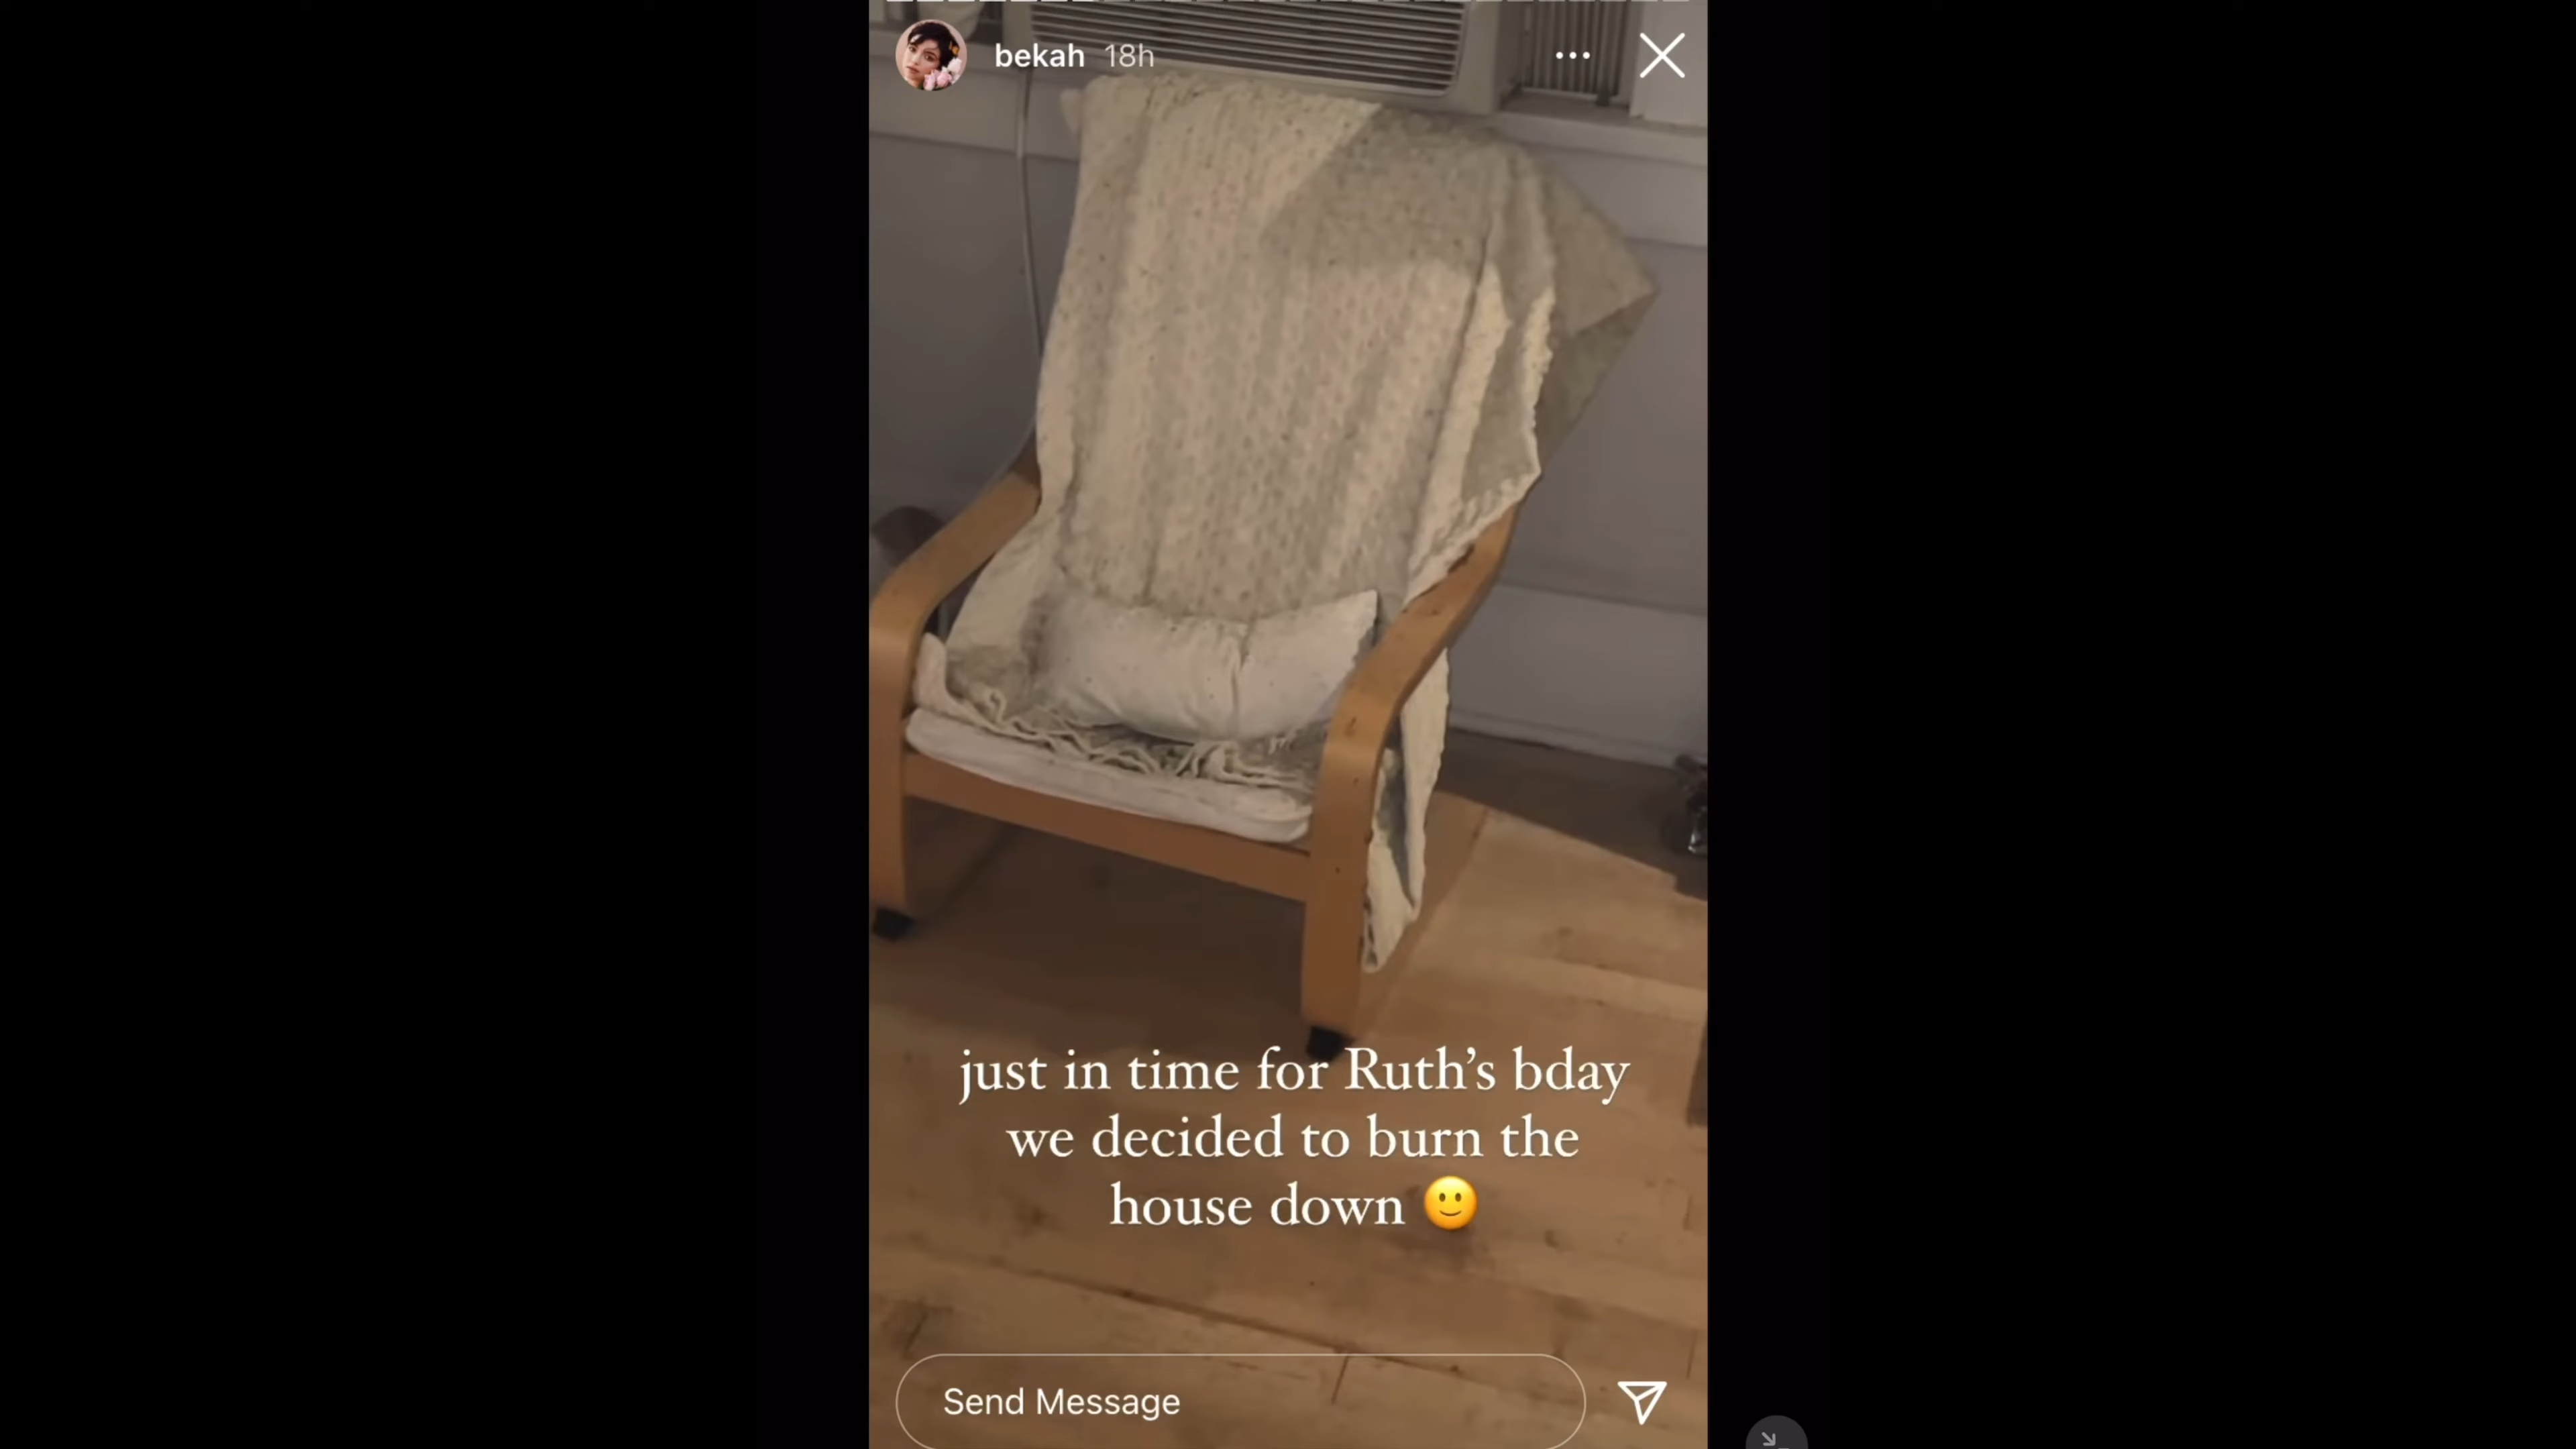 bekah 18h
just in time for Ruth's bday
we decided to burn the
house down 🙂
Send Message